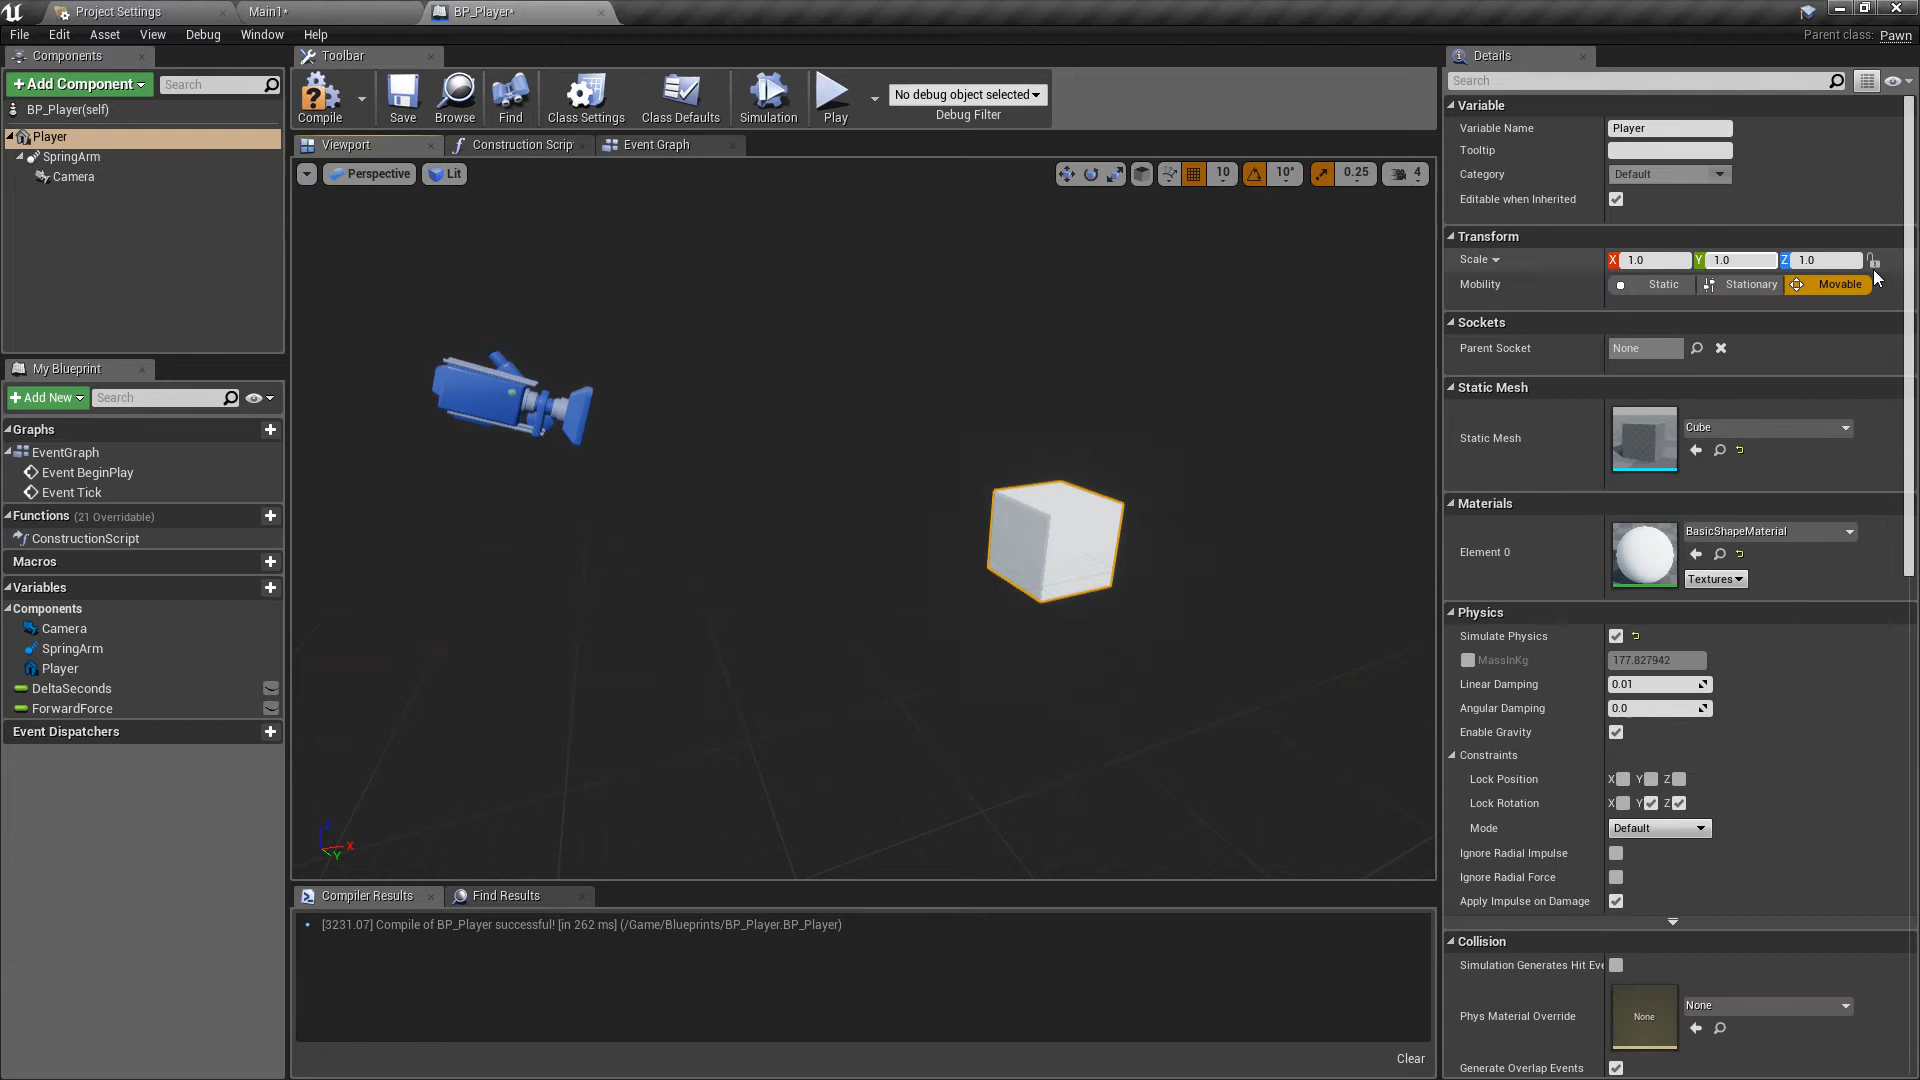 Project Settings
Main1*
BP_Player*
File Edit Asset View Window Debug Window Help
Parent class: Pawn
Components
+Add Component
Search
BP_Player(self)
Player
SpringArm
Camera
My Blueprint
+Add New
Search
Graphs
EventGraph
Event BeginPlay
Event Tick
Functions (21 Overridable)
ConstructionScript
Macros
Variables
Components
Camera
SpringArm
Player
DeltaSeconds
ForwardForce
Event Dispatchers
Toolbar
Compile
Save
Browse
Find
Class Settings
Class Defaults
Simulation
Play
No debug object selected
Debug Filter
Viewport
Construction Scrip
Event Graph
Perspective
Lit
10
10°
0.25
4
Z
X
Y
Compiler Results
Find Results
[3231.07] Compile of BP_Player successful! [in 262 ms] (/Game/Blueprints/BP_Player.BP_Player)
Clear
Details
Search
Variable
Variable Name Player
Tooltip
Category Default
Editable when Inherited
Transform
Scale X 1.0 Y 1.0 Z 1.0
Mobility Static Stationary Movable
Sockets
Parent Socket None
Static Mesh
Static Mesh Cube
Materials
Element 0 BasicShapeMaterial
Textures
Physics
Simulate Physics
MassInKg 177.827942
Linear Damping 0.01
Angular Damping 0.0
Enable Gravity
Constraints
Lock Position X Y Z
Lock Rotation X Y Z
Mode Default
Ignore Radial Impulse
Ignore Radial Force
Apply Impulse on Damage
Collision
Simulation Generates Hit Eve
Phys Material Override None None
Generate Overlap Events